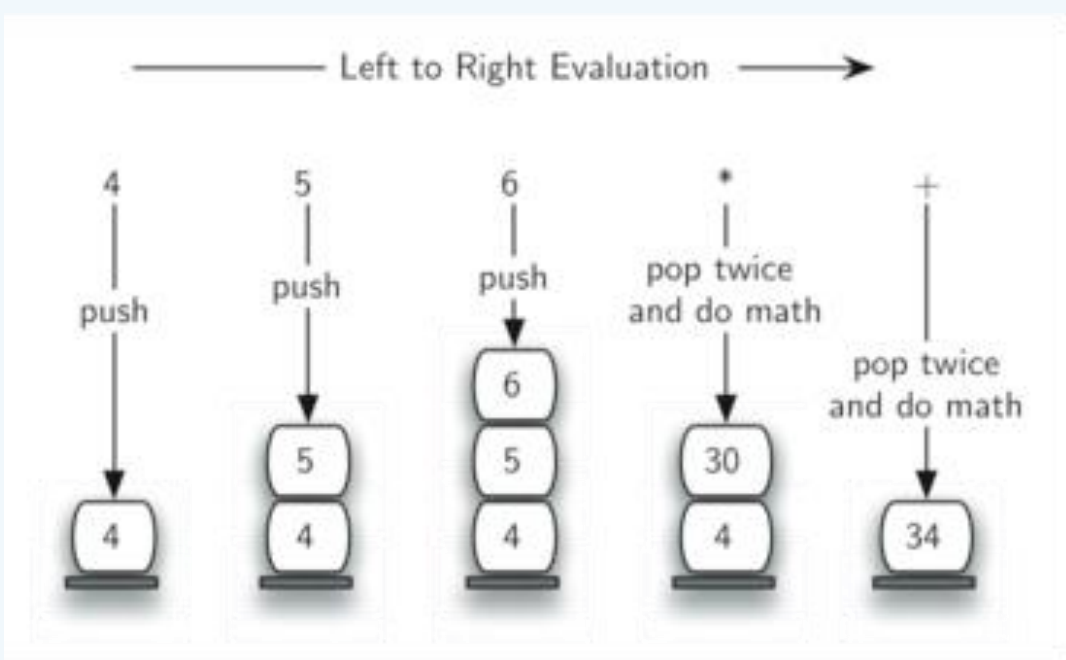 Left to Right Evaluation
4 5 6 * +
push
push
push
pop twice
and do math
pop twice
and do math
6
5 5 30
4 4 4 4 34